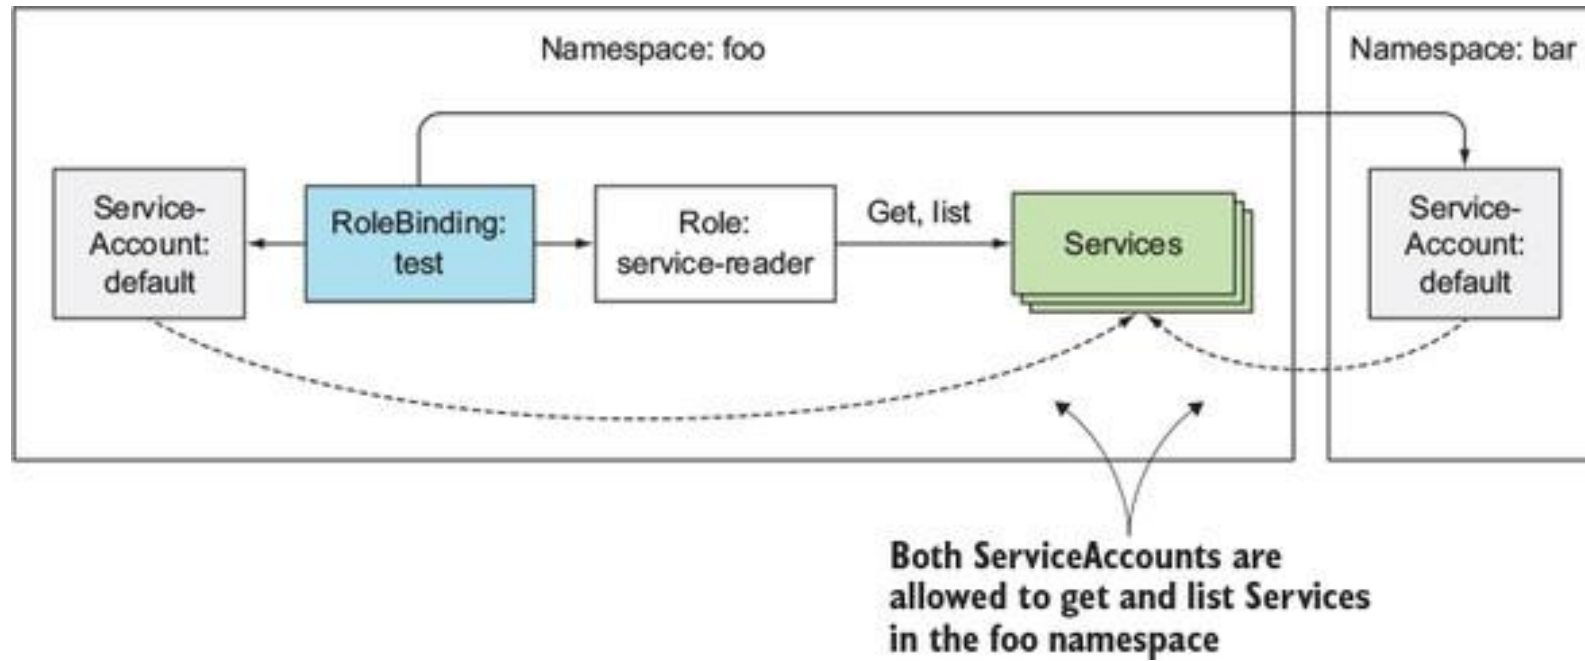 Namespace: foo
Namespace: bar
Service-
Account:
default
RoleBinding:
test
Role:
service-reader
Get, list
Services
Service-
Account:
default
Both ServiceAccounts are
allowed to get and list Services
in the foo namespace